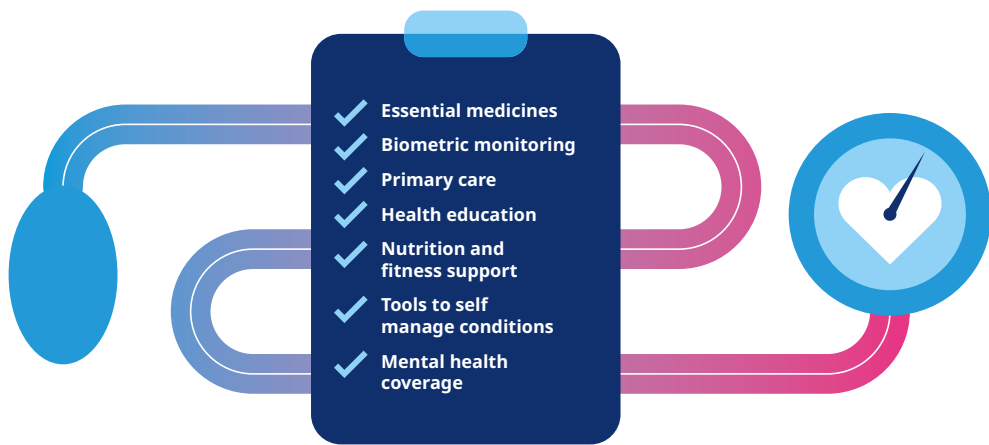 Essential medicines
Biometric monitoring
Primary care
Health education
Nutrition and
fitness support
Tools to self
manage conditions
Mental health
coverage